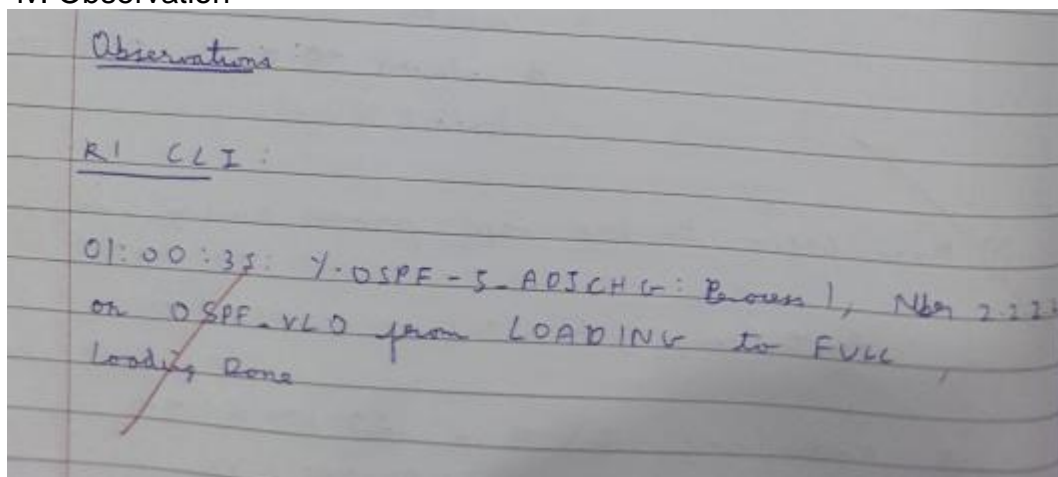 IV. Observation
Observations :
R1 CLI :
01:00:35: %-OSPF-5-ADJCHG: Process 1, Nbr 2.2.2.
on OSPF_VL0 from LOADING to FULL,
Loading Done